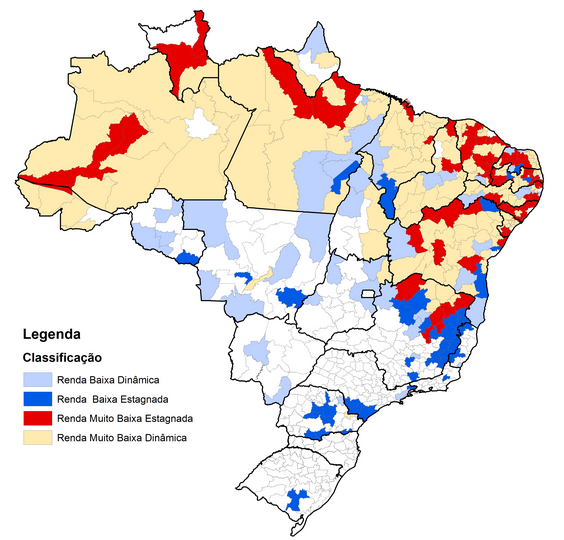 Legenda
Classificação
Renda Baixa Dinâmica
Renda  Baixa Estagnada
Renda Muito Baixa Estagnada
Renda Muito Baixa Dinâmica